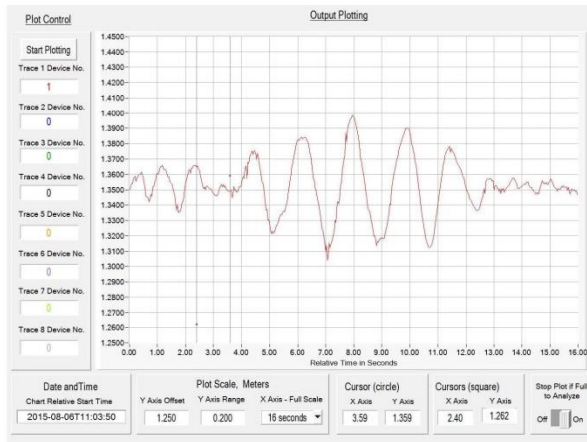 Plot Control
Output Plotting
Start Plotting
Trace 1 Device No.
1
Trace 2 Device No.
0
Trace 3 Device No.
0
Trace 4 Device No.
0
Trace 5 Device No.
0
Trace 6 Device No.
0
Trace 7 Device No.
0
Trace 8 Device No.
0
1.4500
1.4400
1.4300
1.4200
1.4100
1.4000
1.3900
1.3800
1.3700
1.3600
1.3500
1.3400
1.3300
1.3200
1.3100
1.3000
1.2900
1.2800
1.2700
1.2600
1.2500
0.00 1.00 2.00 3.00 4.00 5.00 6.00 7.00 8.00 9.00 10.00 11.00 12.00 13.00 14.00 15.00 16.00
Relative Time in Seconds
Date andTime
Chart Relative Start Time
2015-08-06T11:03:50
Plot Scale, Meters
Y Axis Offset Y Axis Range X Axis - Full Scale
1.250 0.200 16 seconds
Cursor (circle)
X Axis Y Axis
3.59 1.359
Cursors (square)
X Axis Y Axis
2.40 1.262
Stop Plot if Full
to Analyze
Off On